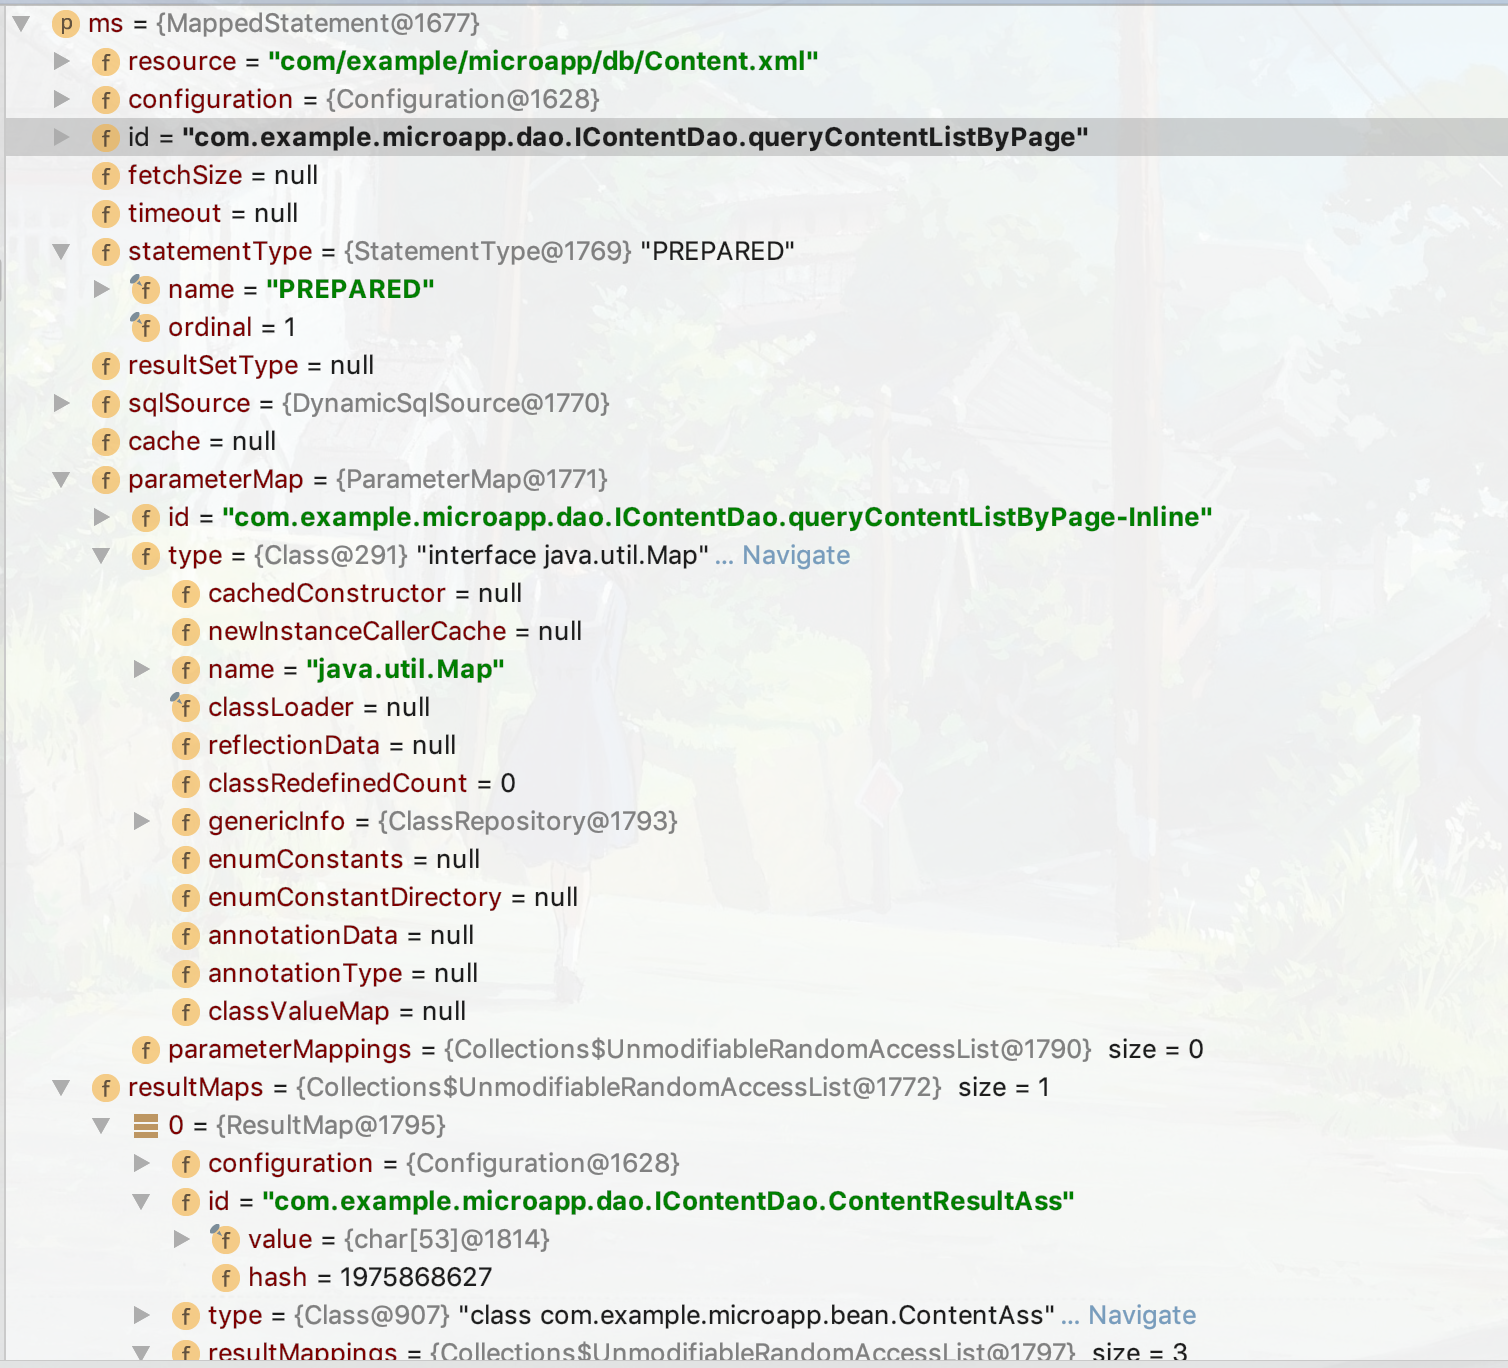 p ms = {MappedStatement@1677}
f resource = "com/example/microapp/db/Content.xml"
f configuration = {Configuration@1628}
f id = "com.example.microapp.dao.IContentDao.queryContentListByPage"
f fetchSize = null
f timeout = null
f statementType = {StatementType@1769} "PREPARED"
f name = "PREPARED"
f ordinal = 1
f resultSetType = null
f sqlSource = {DynamicSqlSource@1770}
f cache = null
f parameterMap = {ParameterMap@1771}
f id = "com.example.microapp.dao.IContentDao.queryContentListByPage-Inline"
f type = {Class@291} "interface java.util.Map" ... Navigate
f cachedConstructor = null
f newInstanceCallerCache = null
f name = "java.util.Map"
f classLoader = null
f reflectionData = null
f classRedefinedCount = 0
f genericInfo = {ClassRepository@1793}
f enumConstants = null
f enumConstantDirectory = null
f annotationData = null
f annotationType = null
f classValueMap = null
f parameterMappings = {Collections$UnmodifiableRandomAccessList@1790} size = 0
f resultMaps = {Collections$UnmodifiableRandomAccessList@1772} size = 1
0 = {ResultMap@1795}
f configuration = {Configuration@1628}
f id = "com.example.microapp.dao.IContentDao.ContentResultAss"
f value = {char[53]@1814}
f hash = 1975868627
f type = {Class@907} "class com.example.microapp.bean.ContentAss" ... Navigate
f resultMappings = {Collections$UnmodifiableRandomAccessList@1797} size = 3